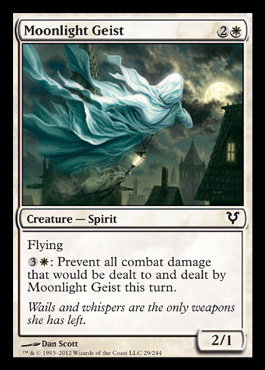 Moonlight Geist 2
Creature — Spirit
Flying
3 : Prevent all combat damage
that would be dealt to and dealt by
Moonlight Geist this turn.
Wails and whispers are the only weapons
she has left.
Dan Scott
2/1
™ & © 1993-2012 Wizards of the Coast LLC 29/244